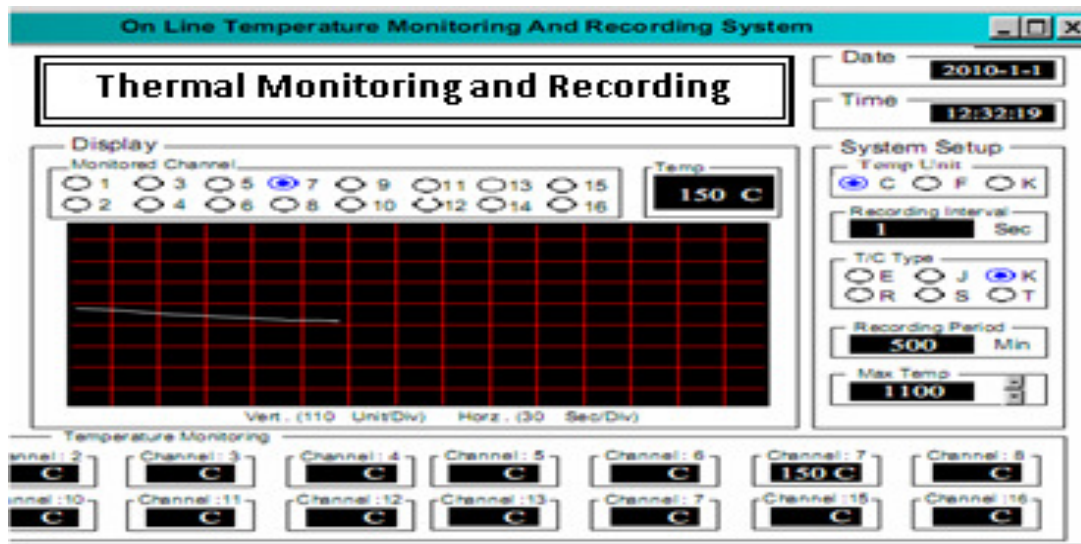 On Line Temperature Monitoring And Recording System
Thermal Monitoring and Recording
Date
2010-1-1
Time
12:32:19
Display
Monitored Channel
1 3 5 7 9 11 13 15
2 4 6 8 10 12 14 16
Temp
150 C
Vert. (110 Unit/Div) Horz. (30 Sec/Div)
System Setup
Temp Unit
C F K
Recording Interval
1 Sec
T/C Type
E J K
R S T
Recording Period
500 Min
Max Temp
1100
Temperature Monitoring
annel : 2 Channel : 3 Channel : 4 Channel : 5 Channel : 6 Channel : 7 Channel : 8
C C C C C 150 C C
annel :10 Channel :11 Channel :12 Channel :13 Channel : 7 Channel :15 Channel :16
C C C C C C C